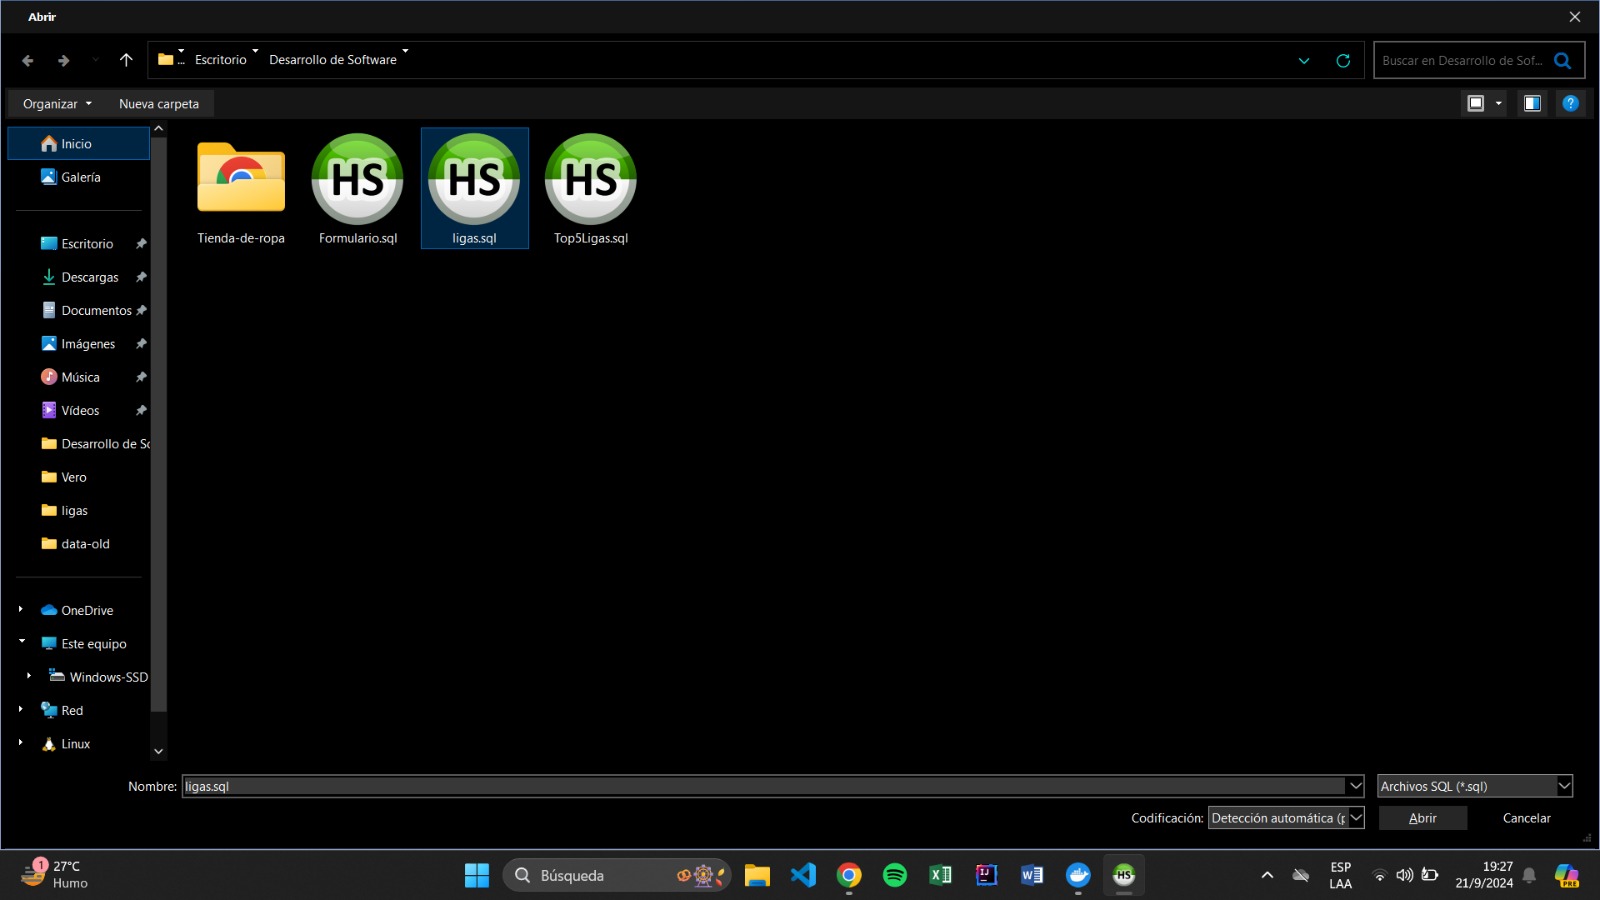 Abrir
... Escritorio Desarrollo de Software
Buscar en Desarrollo de Sof...
Organizar
Nueva carpeta
?
Inicio
Galería
Escritorio
Descargas
Documentos
Imágenes
Música
Vídeos
Desarrollo de So
Vero
ligas
data-old
OneDrive
Este equipo
Windows-SSD
Red
Linux
Tienda-de-ropa
HS
Formulario.sql
HS
ligas.sql
HS
Top5Ligas.sql
Nombre: ligas.sql
Archivos SQL (*.sql)
Codificación: Detección automática (p
Abrir
Cancelar
1
27°C
Humo
Búsqueda
HS
ESP
LAA
19:27
21/9/2024
PRE